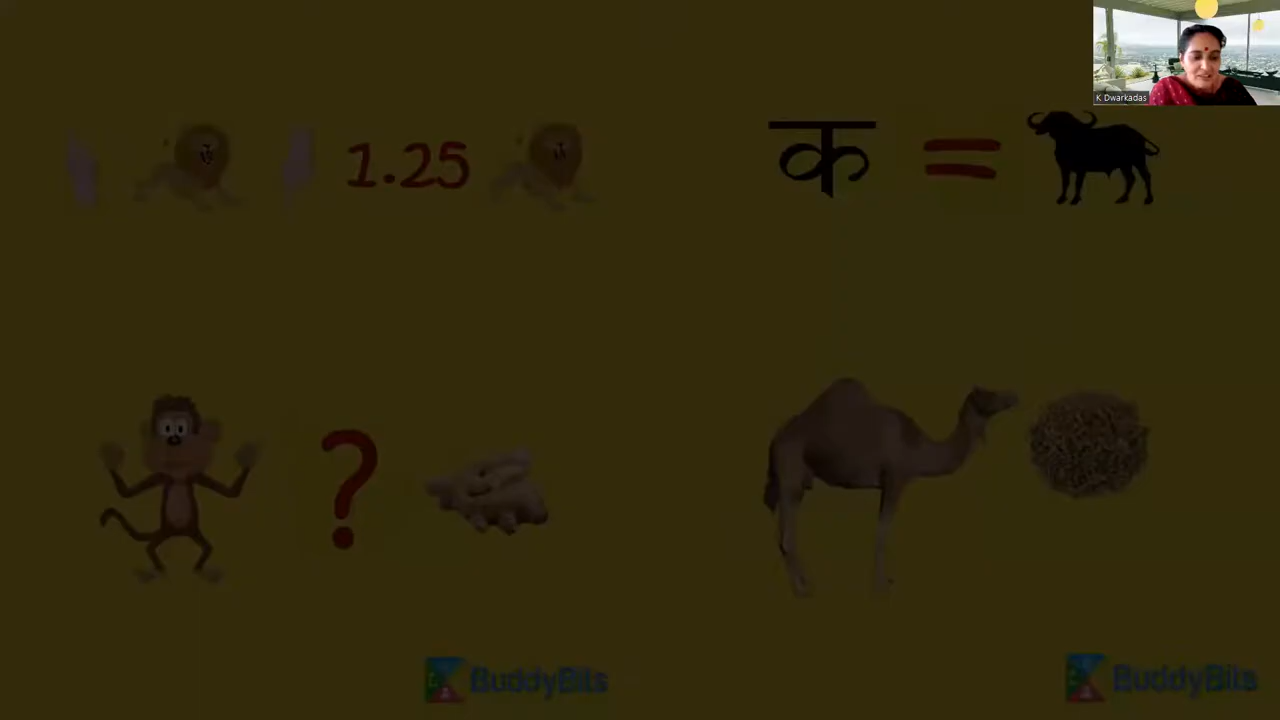 K Dwarkadas
1.25
क =
?
BuddyBits
BuddyBits